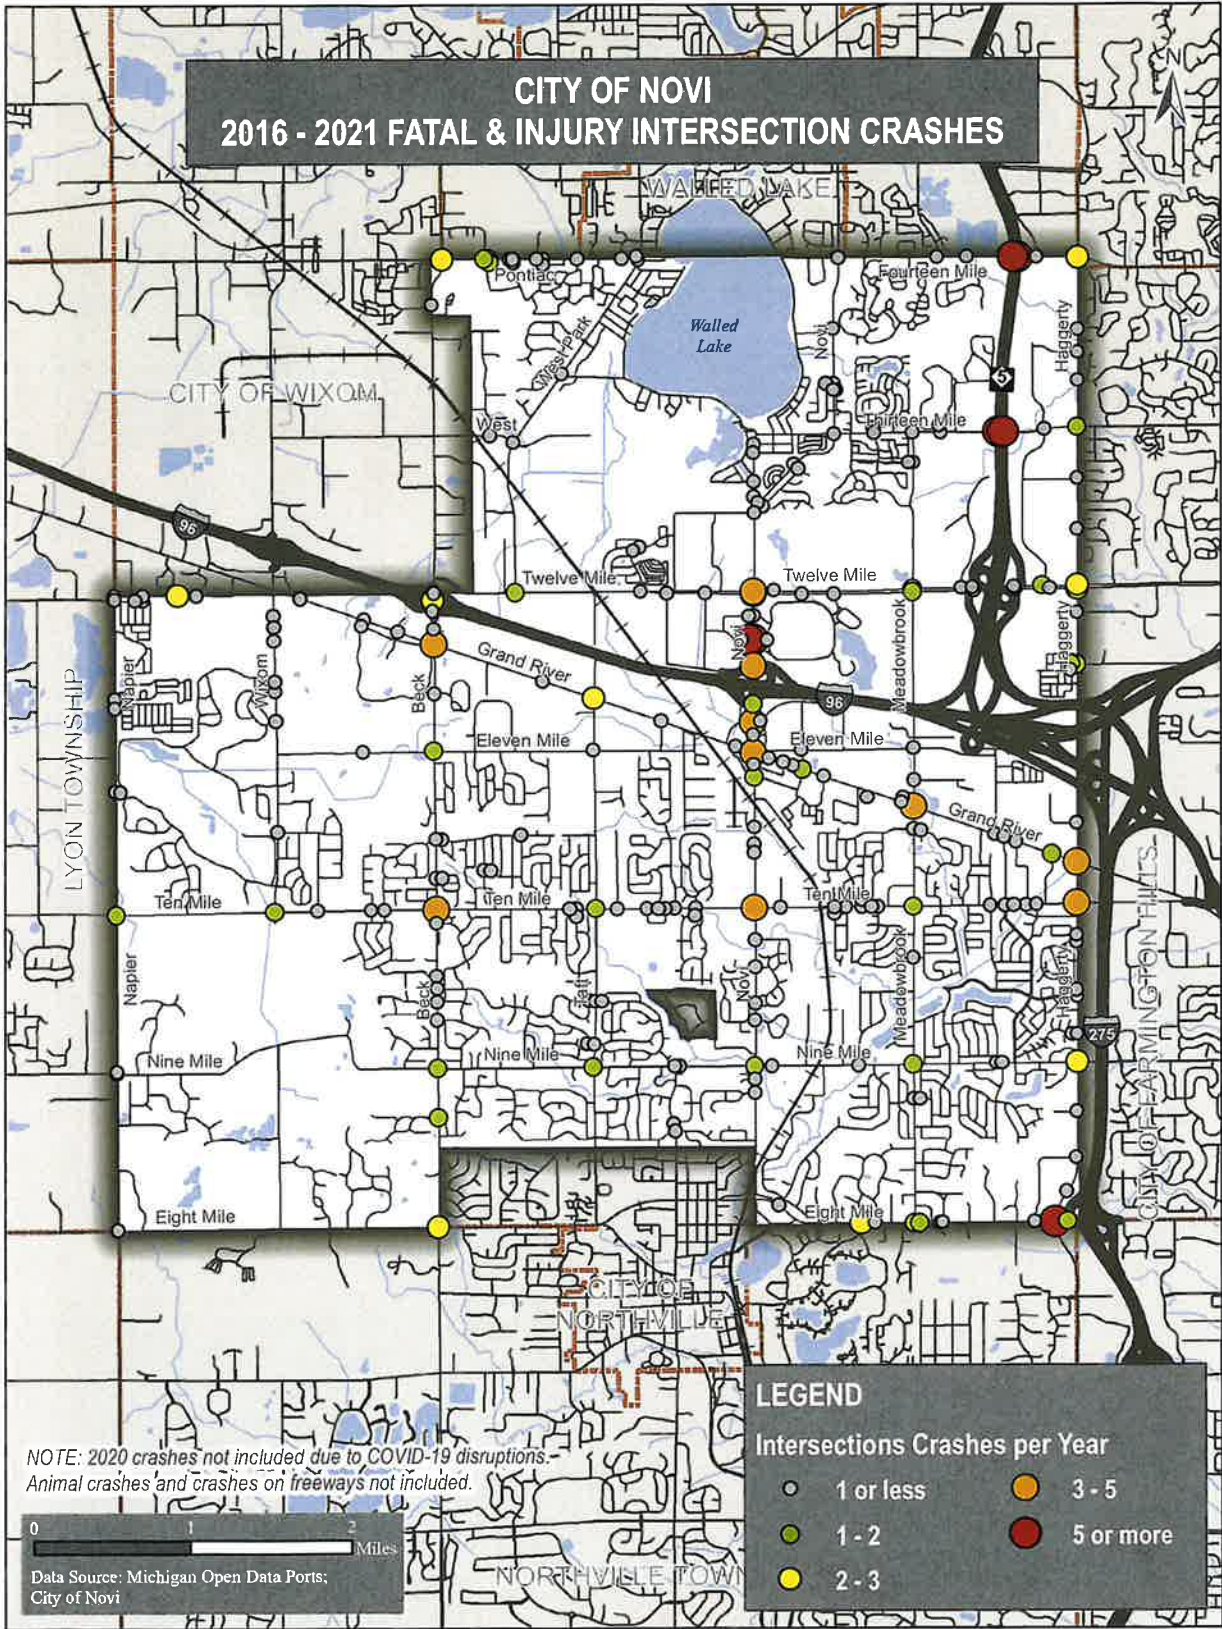 CITY OF NOVI
2016 - 2021 FATAL & INJURY INTERSECTION CRASHES
N
WALLED LAKE
Pontiac
Fourteen Mile
West Park
Walled
Lake
Novi
Haggerty
5
CITY OF WIXOM
West
Thirteen Mile
96
Twelve Mile
Twelve Mile
Napier
Wixom
Beck
Grand River
Novi
Meadowbrook
Haggerty
96
LYON TOWNSHIP
Eleven Mile
Eleven Mile
Grand River
Ten Mile
Ten Mile
Ten Mile
Napier
Beck
Taft
Novi
Meadowbrook
Haggerty
275
CITY OF FARMINGTON HILLS
Nine Mile
Nine Mile
Nine Mile
Eight Mile
Eight Mile
CITY OF
NORTHVILLE
NORTHVILLE TOWN
NOTE: 2020 crashes not included due to COVID-19 disruptions.
Animal crashes and crashes on freeways not included.
0 1 2
Miles
Data Source: Michigan Open Data Ports;
City of Novi
LEGEND
Intersections Crashes per Year
1 or less
1 - 2
2 - 3
3 - 5
5 or more